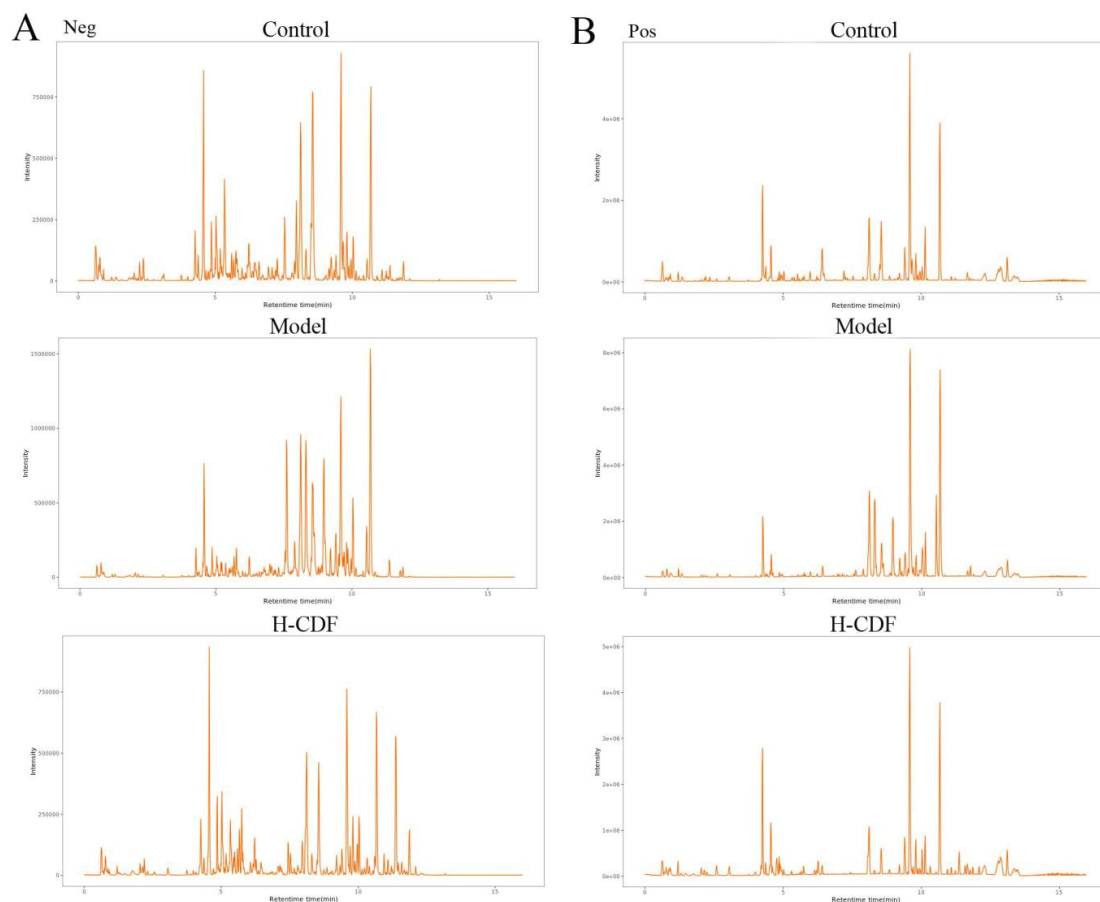 A
Neg
Control
750000
500000
250000
0
Intensity
0
5
10
15
Retentime time(min)
B
Pos
Control
4e+06
2e+06
0e+00
Intensity
0
5
10
15
Retentime time(min)
Model
1500000
1000000
500000
0
Intensity
0
5
10
15
Retentime time(min)
Model
8e+06
6e+06
4e+06
2e+06
0e+00
Intensity
0
5
10
15
Retentime time(min)
H-CDF
750000
500000
250000
0
Intensity
0
5
10
15
Retentime time(min)
H-CDF
5e+06
4e+06
3e+06
2e+06
1e+06
0e+00
Intensity
0
5
10
15
Retentime time(min)